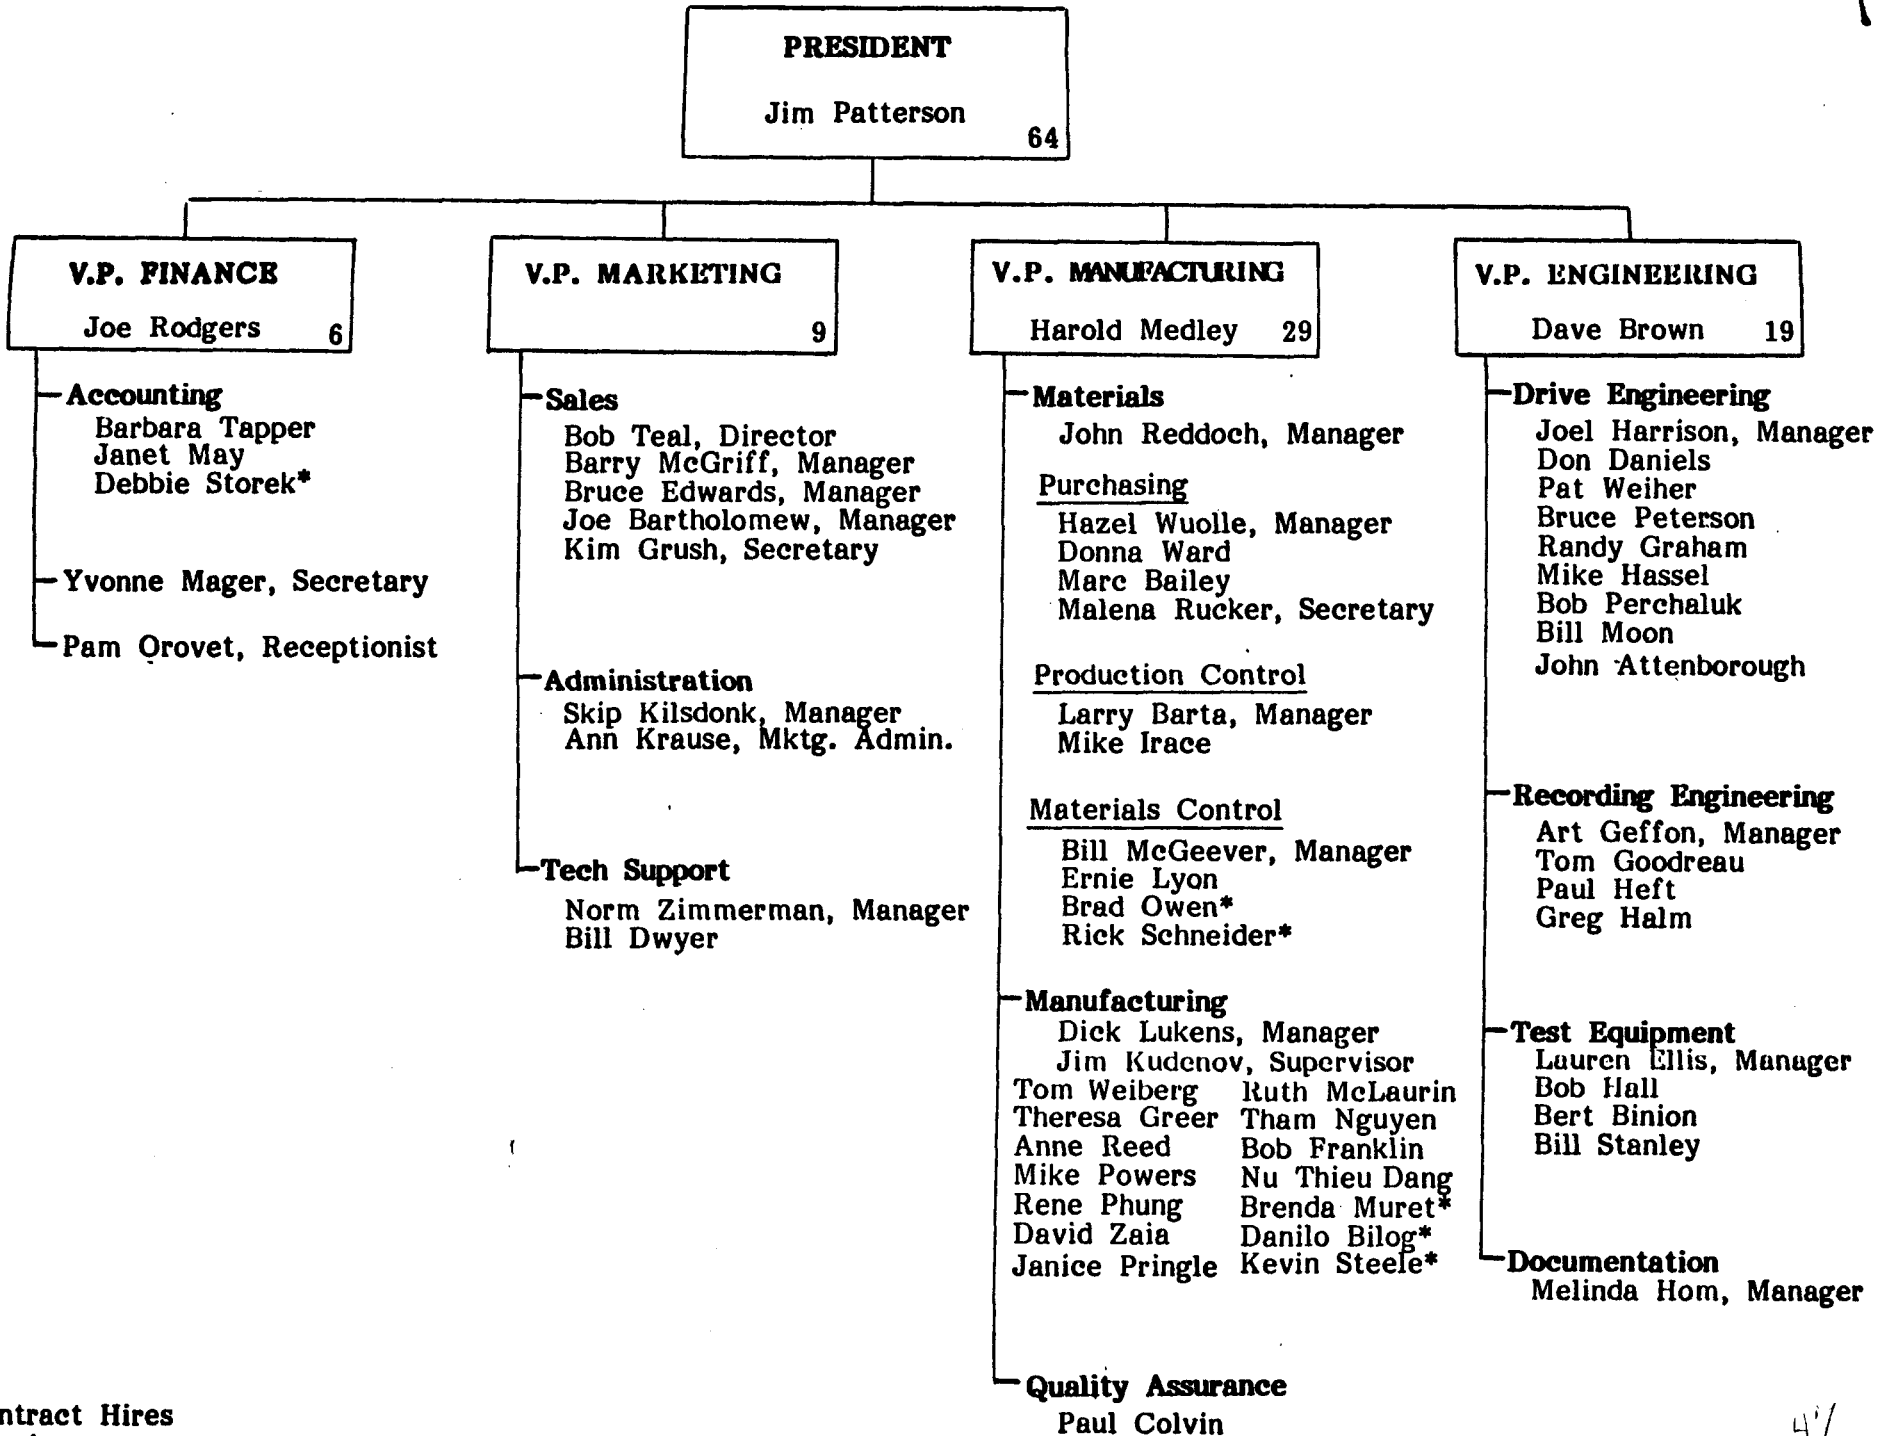 PRESIDENT
Jim Patterson
64
V.P. FINANCE
Joe Rodgers 6
Accounting
Barbara Tapper
Janet May
Debbie Storek*
Yvonne Mager, Secretary
Pam Orovet, Receptionist
V.P. MARKETING
9
Sales
Bob Teal, Director
Barry McGriff, Manager
Bruce Edwards, Manager
Joe Bartholomew, Manager
Kim Grush, Secretary
Administration
Skip Kilsdonk, Manager
Ann Krause, Mktg. Admin.
Tech Support
Norm Zimmerman, Manager
Bill Dwyer
V.P. MANUFACTURING
Harold Medley 29
Materials
John Reddoch, Manager
Purchasing
Hazel Wuolle, Manager
Donna Ward
Marc Bailey
Malena Rucker, Secretary
Production Control
Larry Barta, Manager
Mike Irace
Materials Control
Bill McGeever, Manager
Ernie Lyon
Brad Owen*
Rick Schneider*
Manufacturing
Dick Lukens, Manager
Jim Kudenov, Supervisor
Tom Weiberg Ruth McLaurin
Theresa Greer Tham Nguyen
Anne Reed Bob Franklin
Mike Powers Nu Thieu Dang
Rene Phung Brenda Muret*
David Zaia Danilo Bilog*
Janice Pringle Kevin Steele*
Quality Assurance
Paul Colvin
V.P. ENGINEERING
Dave Brown 19
Drive Engineering
Joel Harrison, Manager
Don Daniels
Pat Weiher
Bruce Peterson
Randy Graham
Mike Hassel
Bob Perchaluk
Bill Moon
John Attenborough
Recording Engineering
Art Geffon, Manager
Tom Goodreau
Paul Heft
Greg Halm
Test Equipment
Lauren Ellis, Manager
Bob Hall
Bert Binion
Bill Stanley
Documentation
Melinda Hom, Manager
ntract Hires